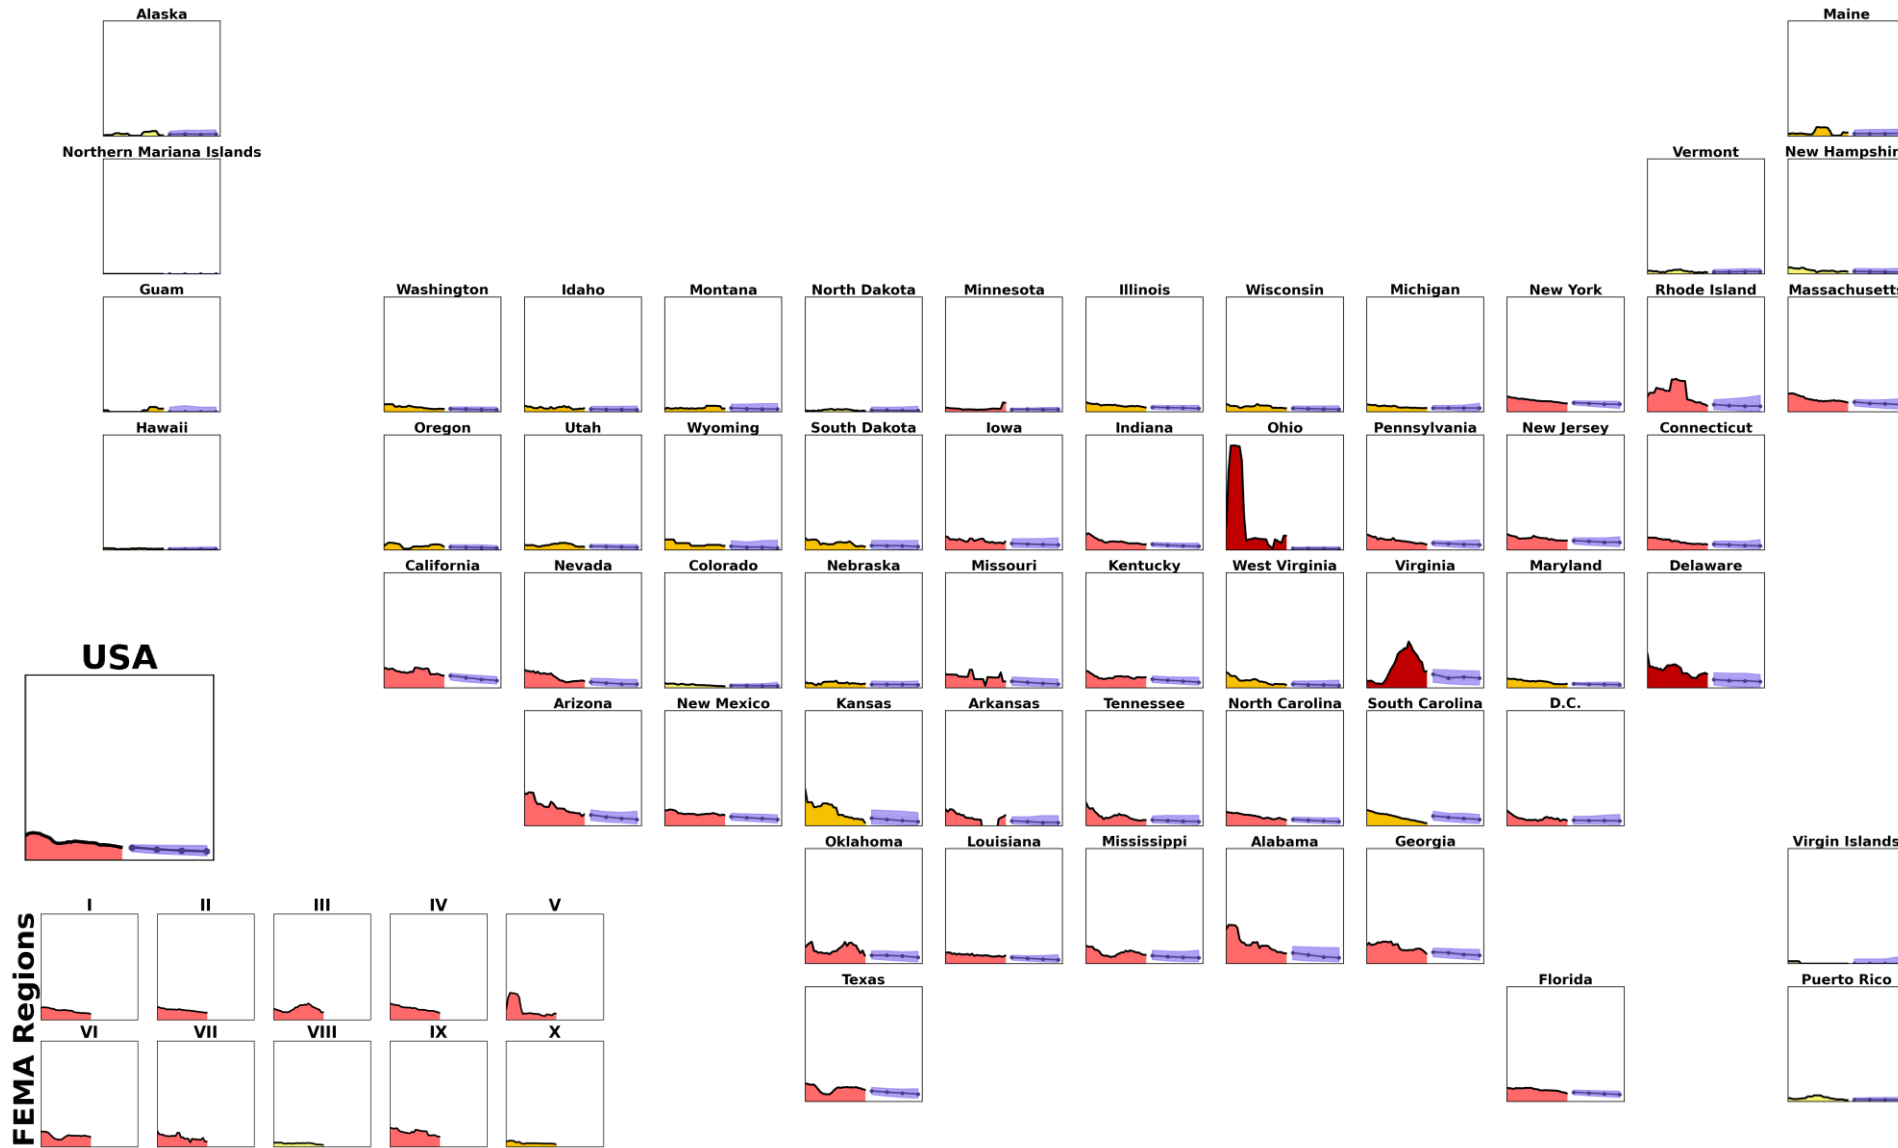 Alaska
Maine
Northern Mariana Islands
Vermont
New Hampshir
Guam
Washington
Idaho
Montana
North Dakota
Minnesota
Illinois
Wisconsin
Michigan
New York
Rhode Island
Massachusetts
Hawaii
Oregon
Utah
Wyoming
South Dakota
Iowa
Indiana
Ohio
Pennsylvania
New Jersey
Connecticut
California
Nevada
Colorado
Nebraska
Missouri
Kentucky
West Virginia
Virginia
Maryland
Delaware
USA
Arizona
New Mexico
Kansas
Arkansas
Tennessee
North Carolina
South Carolina
D.C.
Oklahoma
Louisiana
Mississippi
Alabama
Georgia
Virgin Islands
FEMA Regions
I
II
III
IV
V
Texas
Florida
Puerto Rico
VI
VII
VIII
IX
X